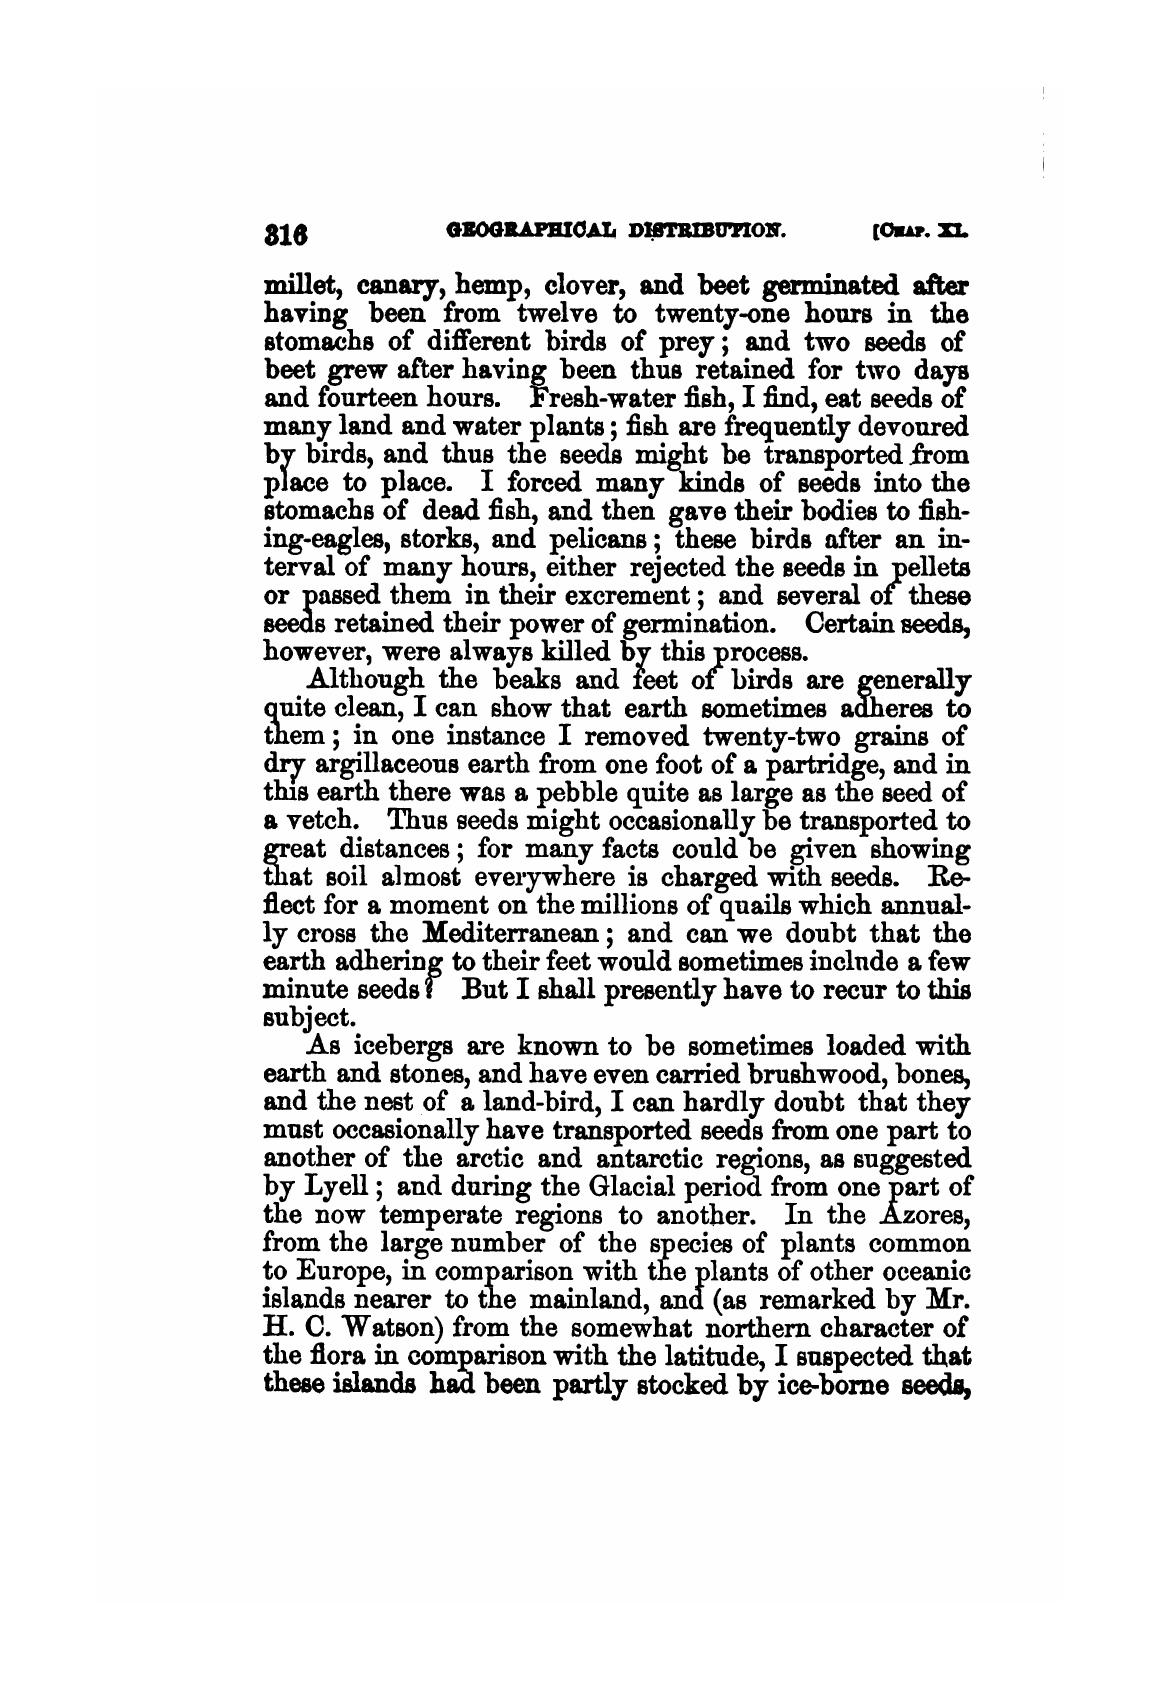 316 GEOGRAPHICAL DISTRIBUTION. [CHAP. XI.
millet, canary, hemp, clover, and beet germinated after
having been from twelve to twenty-one hours in the
stomachs of different birds of prey; and two seeds of
beet grew after having been thus retained for two days
and fourteen hours. Fresh-water fish, I find, eat seeds of
many land and water plants; fish are frequently devoured
by birds, and thus the seeds might be transported from
place to place. I forced many kinds of seeds into the
stomachs of dead fish, and then gave their bodies to fish-
ing-eagles, storks, and pelicans; these birds after an in-
terval of many hours, either rejected the seeds in pellets
or passed them in their excrement; and several of these
seeds retained their power of germination. Certain seeds,
however, were always killed by this process.
Although the beaks and feet of birds are generally
quite clean, I can show that earth sometimes adheres to
them; in one instance I removed twenty-two grains of
dry argillaceous earth from one foot of a partridge, and in
this earth there was a pebble quite as large as the seed of
a vetch. Thus seeds might occasionally be transported to
great distances; for many facts could be given showing
that soil almost everywhere is charged with seeds. Re-
flect for a moment on the millions of quails which annual-
ly cross the Mediterranean; and can we doubt that the
earth adhering to their feet would sometimes include a few
minute seeds? But I shall presently have to recur to this
subject.
As icebergs are known to be sometimes loaded with
earth and stones, and have even carried brushwood, bones,
and the nest of a land-bird, I can hardly doubt that they
must occasionally have transported seeds from one part to
another of the arctic and antarctic regions, as suggested
by Lyell; and during the Glacial period from one part of
the now temperate regions to another. In the Azores,
from the large number of the species of plants common
to Europe, in comparison with the plants of other oceanic
islands nearer to the mainland, and (as remarked by Mr.
H. C. Watson) from the somewhat northern character of
the flora in comparison with the latitude, I suspected that
these islands had been partly stocked by ice-borne seeds,